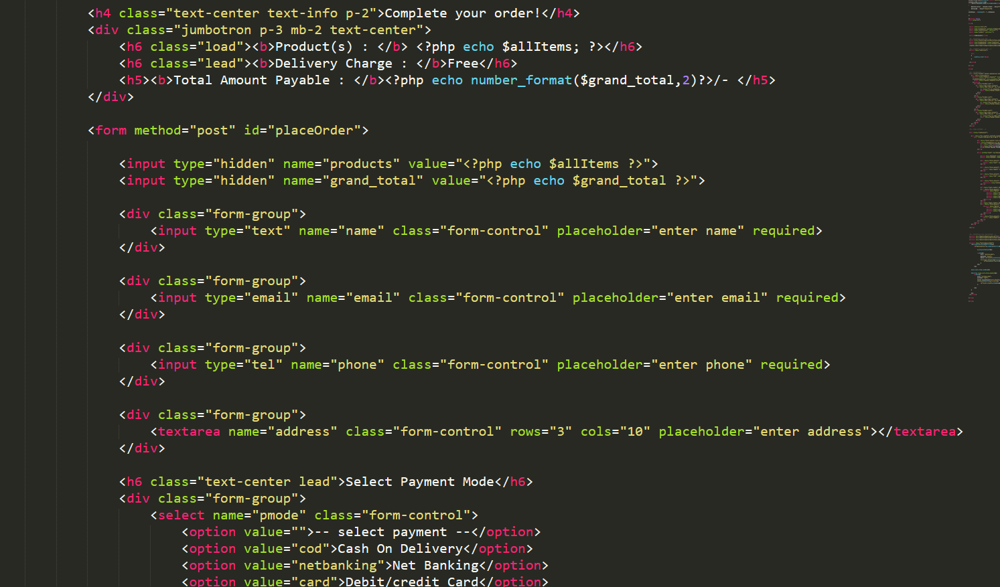 <h4 class="text-center text-info p-2">Complete your order!</h4>
<div class="jumbotron p-3 mb-2 text-center">
<h6 class="load"><b>Product(s) : </b> <?php echo $allItems; ?></h6>
<h6 class="lead"><b>Delivery Charge : </b>Free</h6>
<h5><b>Total Amount Payable : </b><?php echo number_format($grand_total,2)?>/- </h5>
</div>
<form method="post" id="placeOrder">
<input type="hidden" name="products" value="<?php echo $allItems ?>">
<input type="hidden" name="grand_total" value="<?php echo $grand_total ?>">
<div class="form-group">
<input type="text" name="name" class="form-control" placeholder="enter name" required>
</div>
<div class="form-group">
<input type="email" name="email" class="form-control" placeholder="enter email" required>
</div>
<div class="form-group">
<input type="tel" name="phone" class="form-control" placeholder="enter phone" required>
</div>
<div class="form-group">
<textarea name="address" class="form-control" rows="3" cols="10" placeholder="enter address"></textarea>
</div>
<h6 class="text-center lead">Select Payment Mode</h6>
<div class="form-group">
<select name="pmode" class="form-control">
<option value="">-- select payment --</option>
<option value="cod">Cash On Delivery</option>
<option value="netbanking">Net Banking</option>
<option value="card">Debit/credit Card</option>